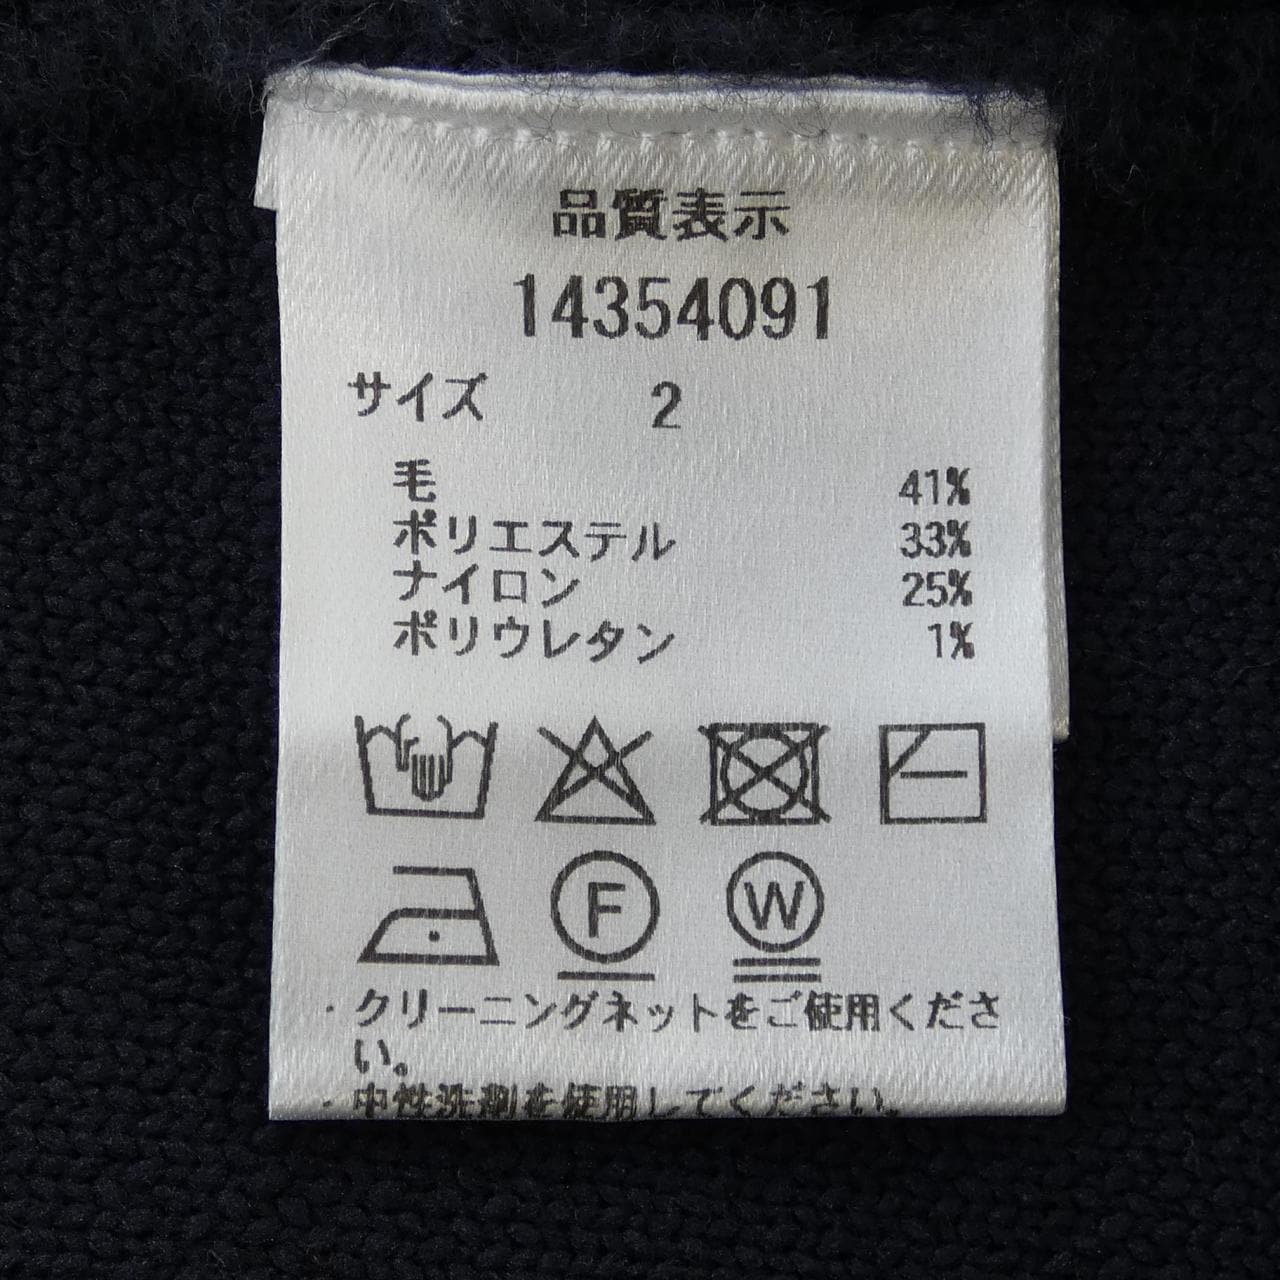 品質表示
14354091
サイズ 2
毛 41%
ポリエステル 33%
ナイロン 25%
ポリウレタン 1%
F W
・クリーニングネットをご使用くださ
い。
・中性洗剤を使用してください。